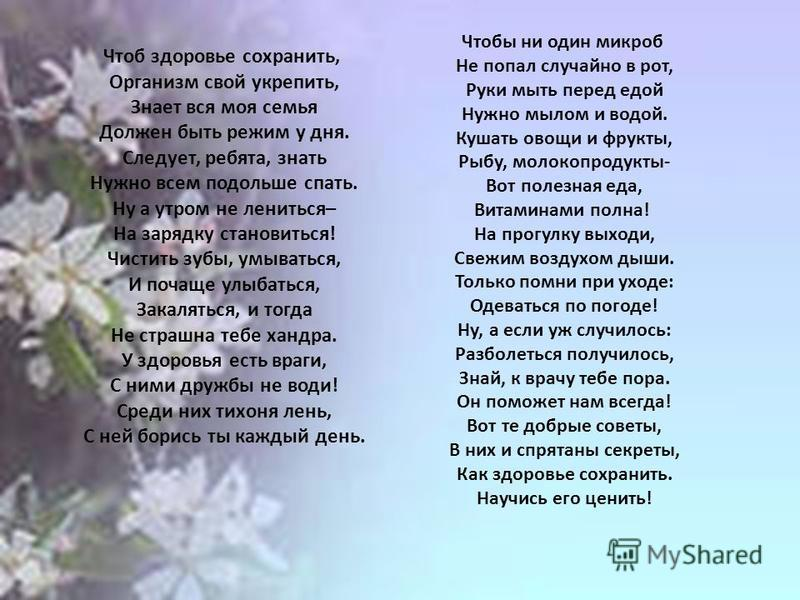 Чтоб здоровье сохранить,
Организм свой укрепить,
Знает вся моя семья
Должен быть режим у дня.
Следует, ребята, знать
Нужно всем подольше спать.
Ну а утром не лениться–
На зарядку становиться!
Чистить зубы, умываться,
И почаще улыбаться,
Закаляться, и тогда
Не страшна тебе хандра.
У здоровья есть враги,
С ними дружбы не води!
Среди них тихоня лень,
С ней борись ты каждый день.
Чтобы ни один микроб
Не попал случайно в рот,
Руки мыть перед едой
Нужно мылом и водой.
Кушать овощи и фрукты,
Рыбу, молокопродукты-
Вот полезная еда,
Витаминами полна!
На прогулку выходи,
Свежим воздухом дыши.
Только помни при уходе:
Одеваться по погоде!
Ну, а если уж случилось:
Разболеться получилось,
Знай, к врачу тебе пора.
Он поможет нам всегда!
Вот те добрые советы,
В них и спрятаны секреты,
Как здоровье сохранить.
Научись его ценить!
MyShared